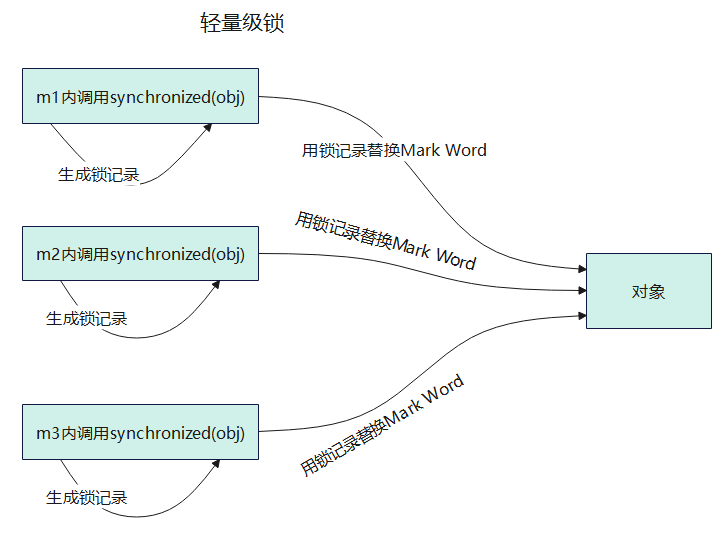 轻量级锁
m1内调用synchronized(obj)
生成锁记录
用锁记录替换Mark Word
m2内调用synchronized(obj)
生成锁记录
用锁记录替换Mark Word
对象
m3内调用synchronized(obj)
生成锁记录
用锁记录替换Mark Word